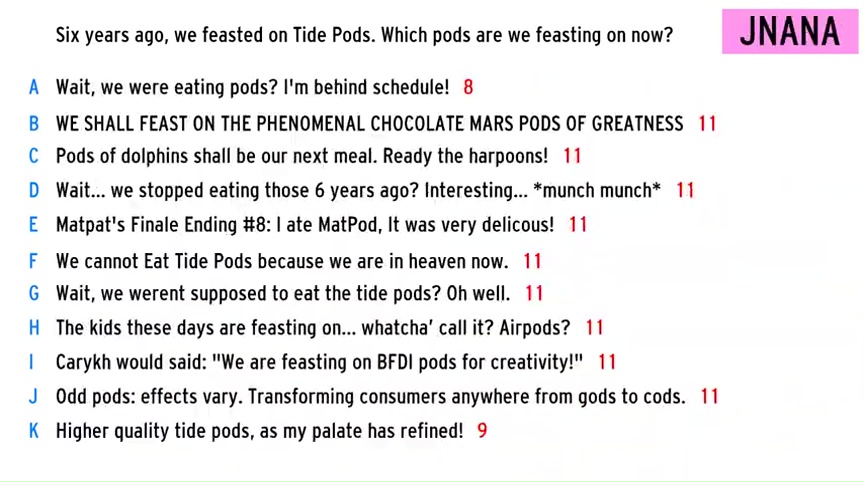 Six years ago, we feasted on Tide Pods. Which pods are we feasting on now?
JNANA
A Wait, we were eating pods? I'm behind schedule! 8
B WE SHALL FEAST ON THE PHENOMENAL CHOCOLATE MARS PODS OF GREATNESS 11
C Pods of dolphins shall be our next meal. Ready the harpoons! 11
D Wait... we stopped eating those 6 years ago? Interesting... *munch munch* 11
E Matpat's Finale Ending #8: I ate MatPod, It was very delicous! 11
F We cannot Eat Tide Pods because we are in heaven now. 11
G Wait, we werent supposed to eat the tide pods? Oh well. 11
H The kids these days are feasting on... whatcha’ call it? Airpods? 11
I Carykh would said: "We are feasting on BFDI pods for creativity!" 11
J Odd pods: effects vary. Transforming consumers anywhere from gods to cods. 11
K Higher quality tide pods, as my palate has refined! 9